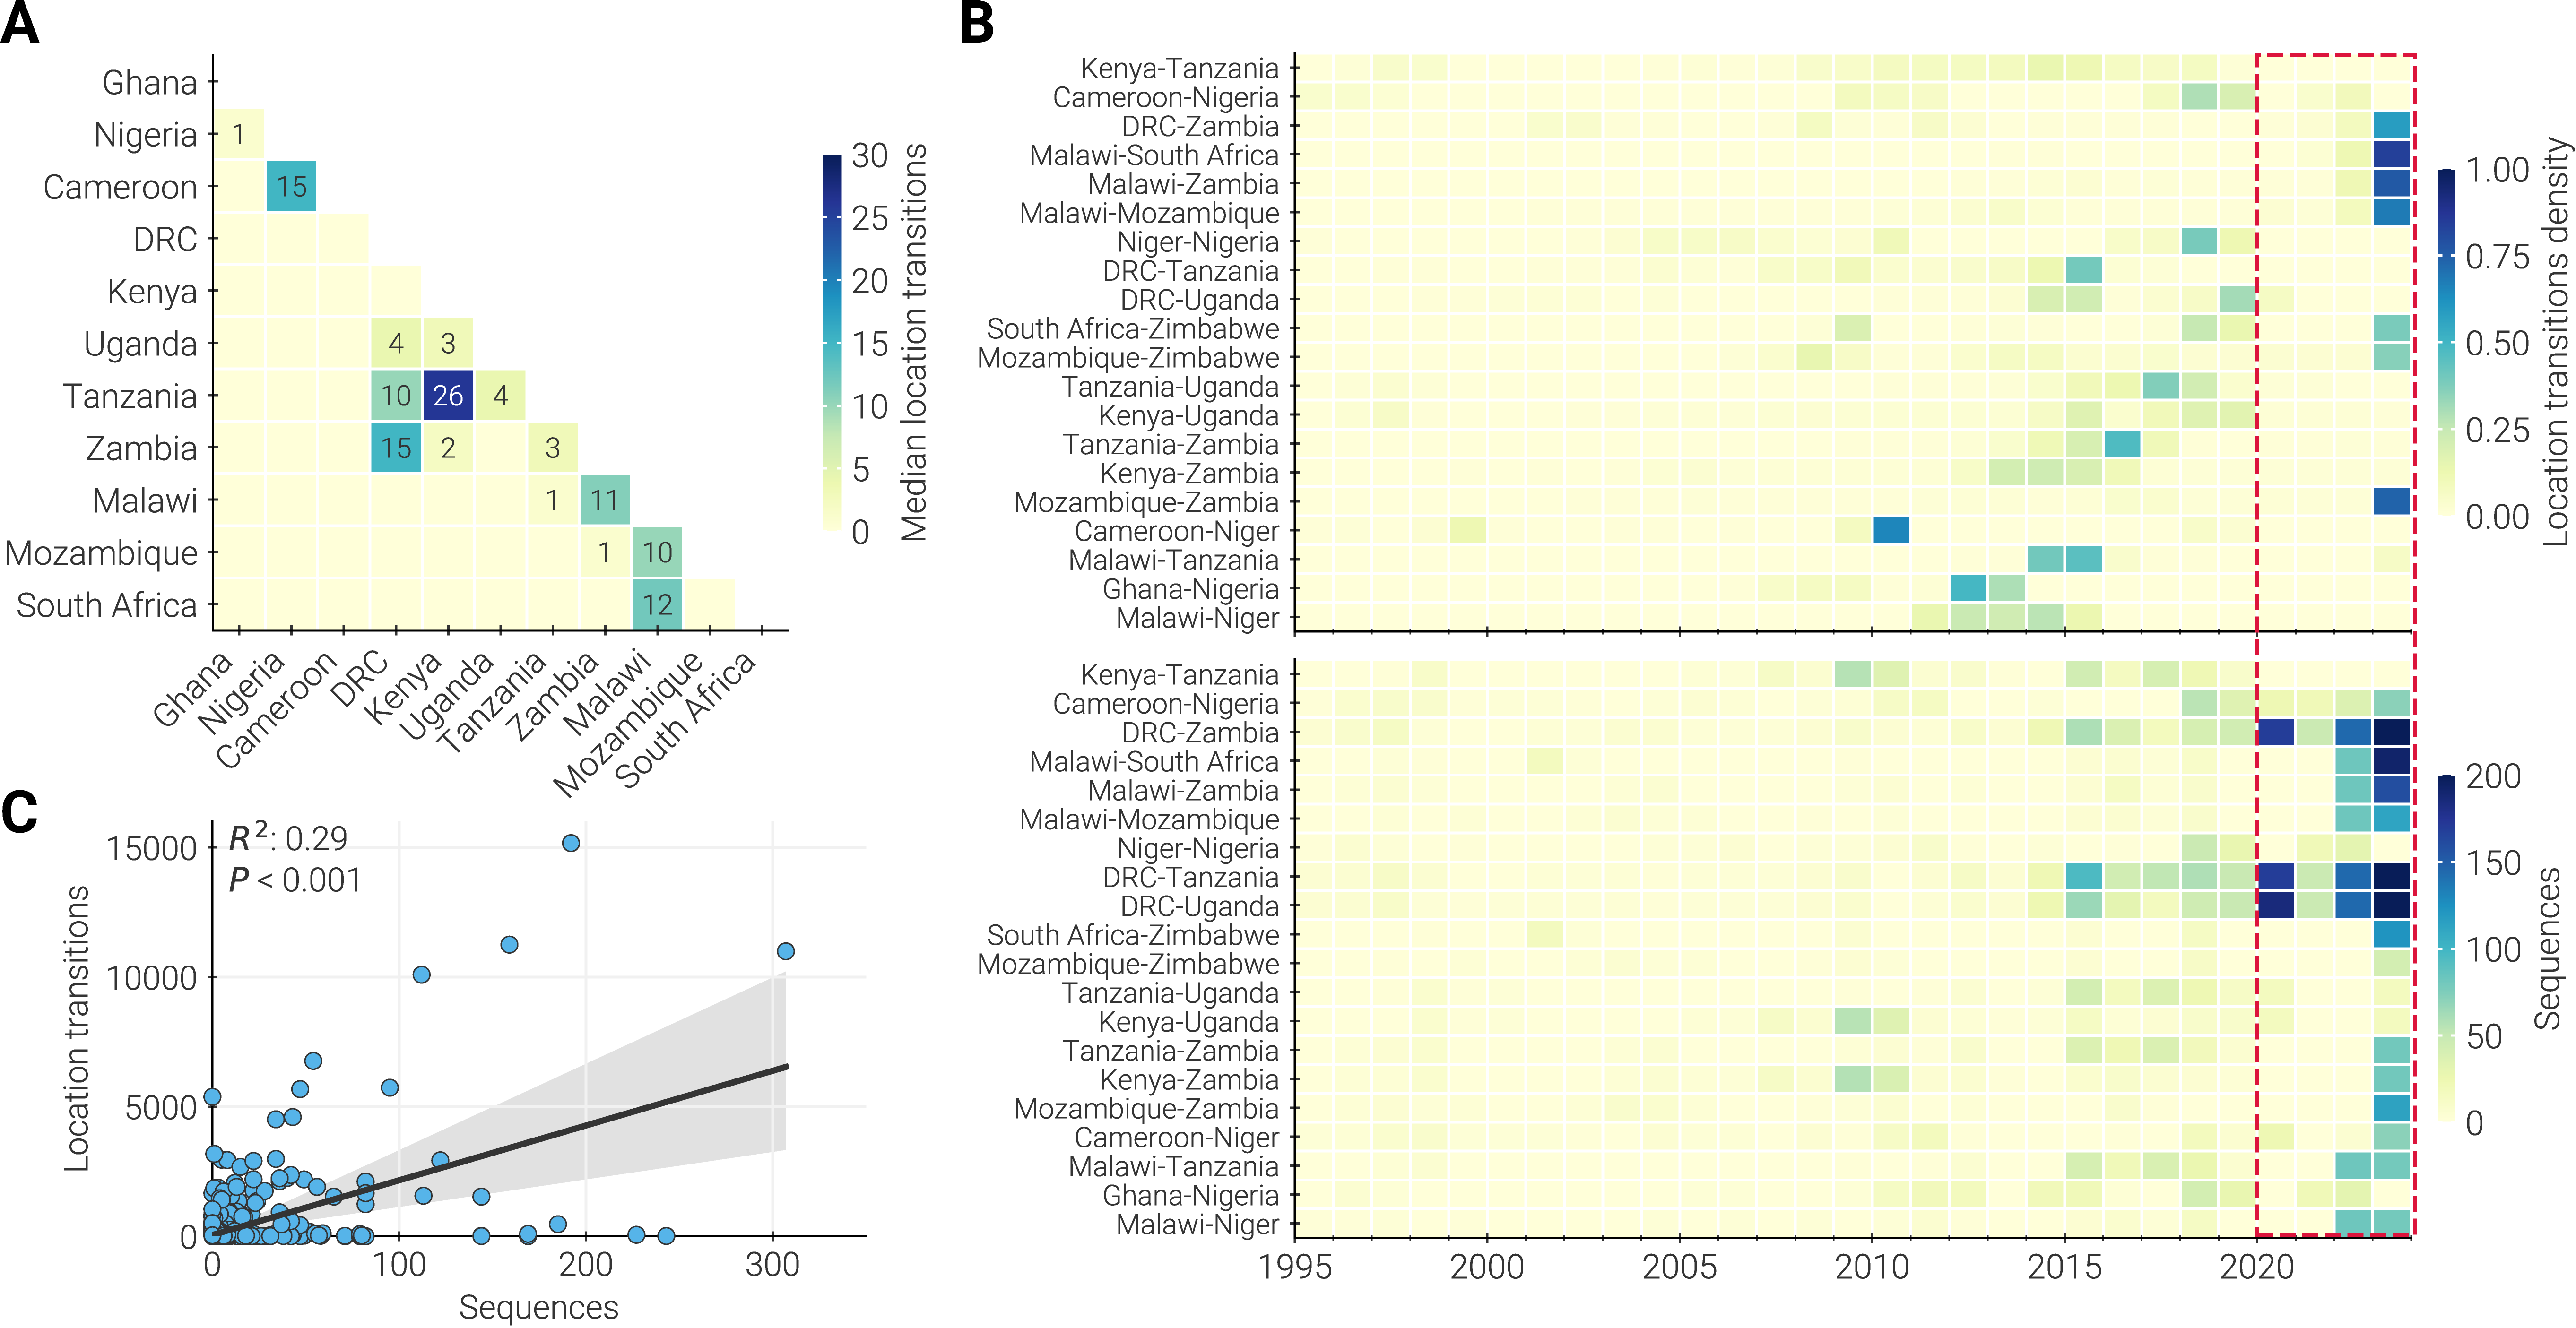 A
Ghana
Nigeria
Cameroon
DRC
Kenya
Uganda
Tanzania
Zambia
Malawi
Mozambique
South Africa
1
15
4 3
10 26 4
15 2 3
1 11
1 10
12
Ghana
Nigeria
Cameroon
DRC
Kenya
Uganda
Tanzania
Zambia
Malawi
Mozambique
South Africa
30
25
20
15
10
5
0
Median location transitions
B
Kenya-Tanzania
Cameroon-Nigeria
DRC-Zambia
Malawi-South Africa
Malawi-Zambia
Malawi-Mozambique
Niger-Nigeria
DRC-Tanzania
DRC-Uganda
South Africa-Zimbabwe
Mozambique-Zimbabwe
Tanzania-Uganda
Kenya-Uganda
Tanzania-Zambia
Kenya-Zambia
Mozambique-Zambia
Cameroon-Niger
Malawi-Tanzania
Ghana-Nigeria
Malawi-Niger
1.00
0.75
0.50
0.25
0.00
Location transitions density
Kenya-Tanzania
Cameroon-Nigeria
DRC-Zambia
Malawi-South Africa
Malawi-Zambia
Malawi-Mozambique
Niger-Nigeria
DRC-Tanzania
DRC-Uganda
South Africa-Zimbabwe
Mozambique-Zimbabwe
Tanzania-Uganda
Kenya-Uganda
Tanzania-Zambia
Kenya-Zambia
Mozambique-Zambia
Cameroon-Niger
Malawi-Tanzania
Ghana-Nigeria
Malawi-Niger
1995 2000 2005 2010 2015 2020
200
150
100
50
0
Sequences
C
R²: 0.29
P < 0.001
15000
10000
5000
0
Location transitions
0 100 200 300
Sequences